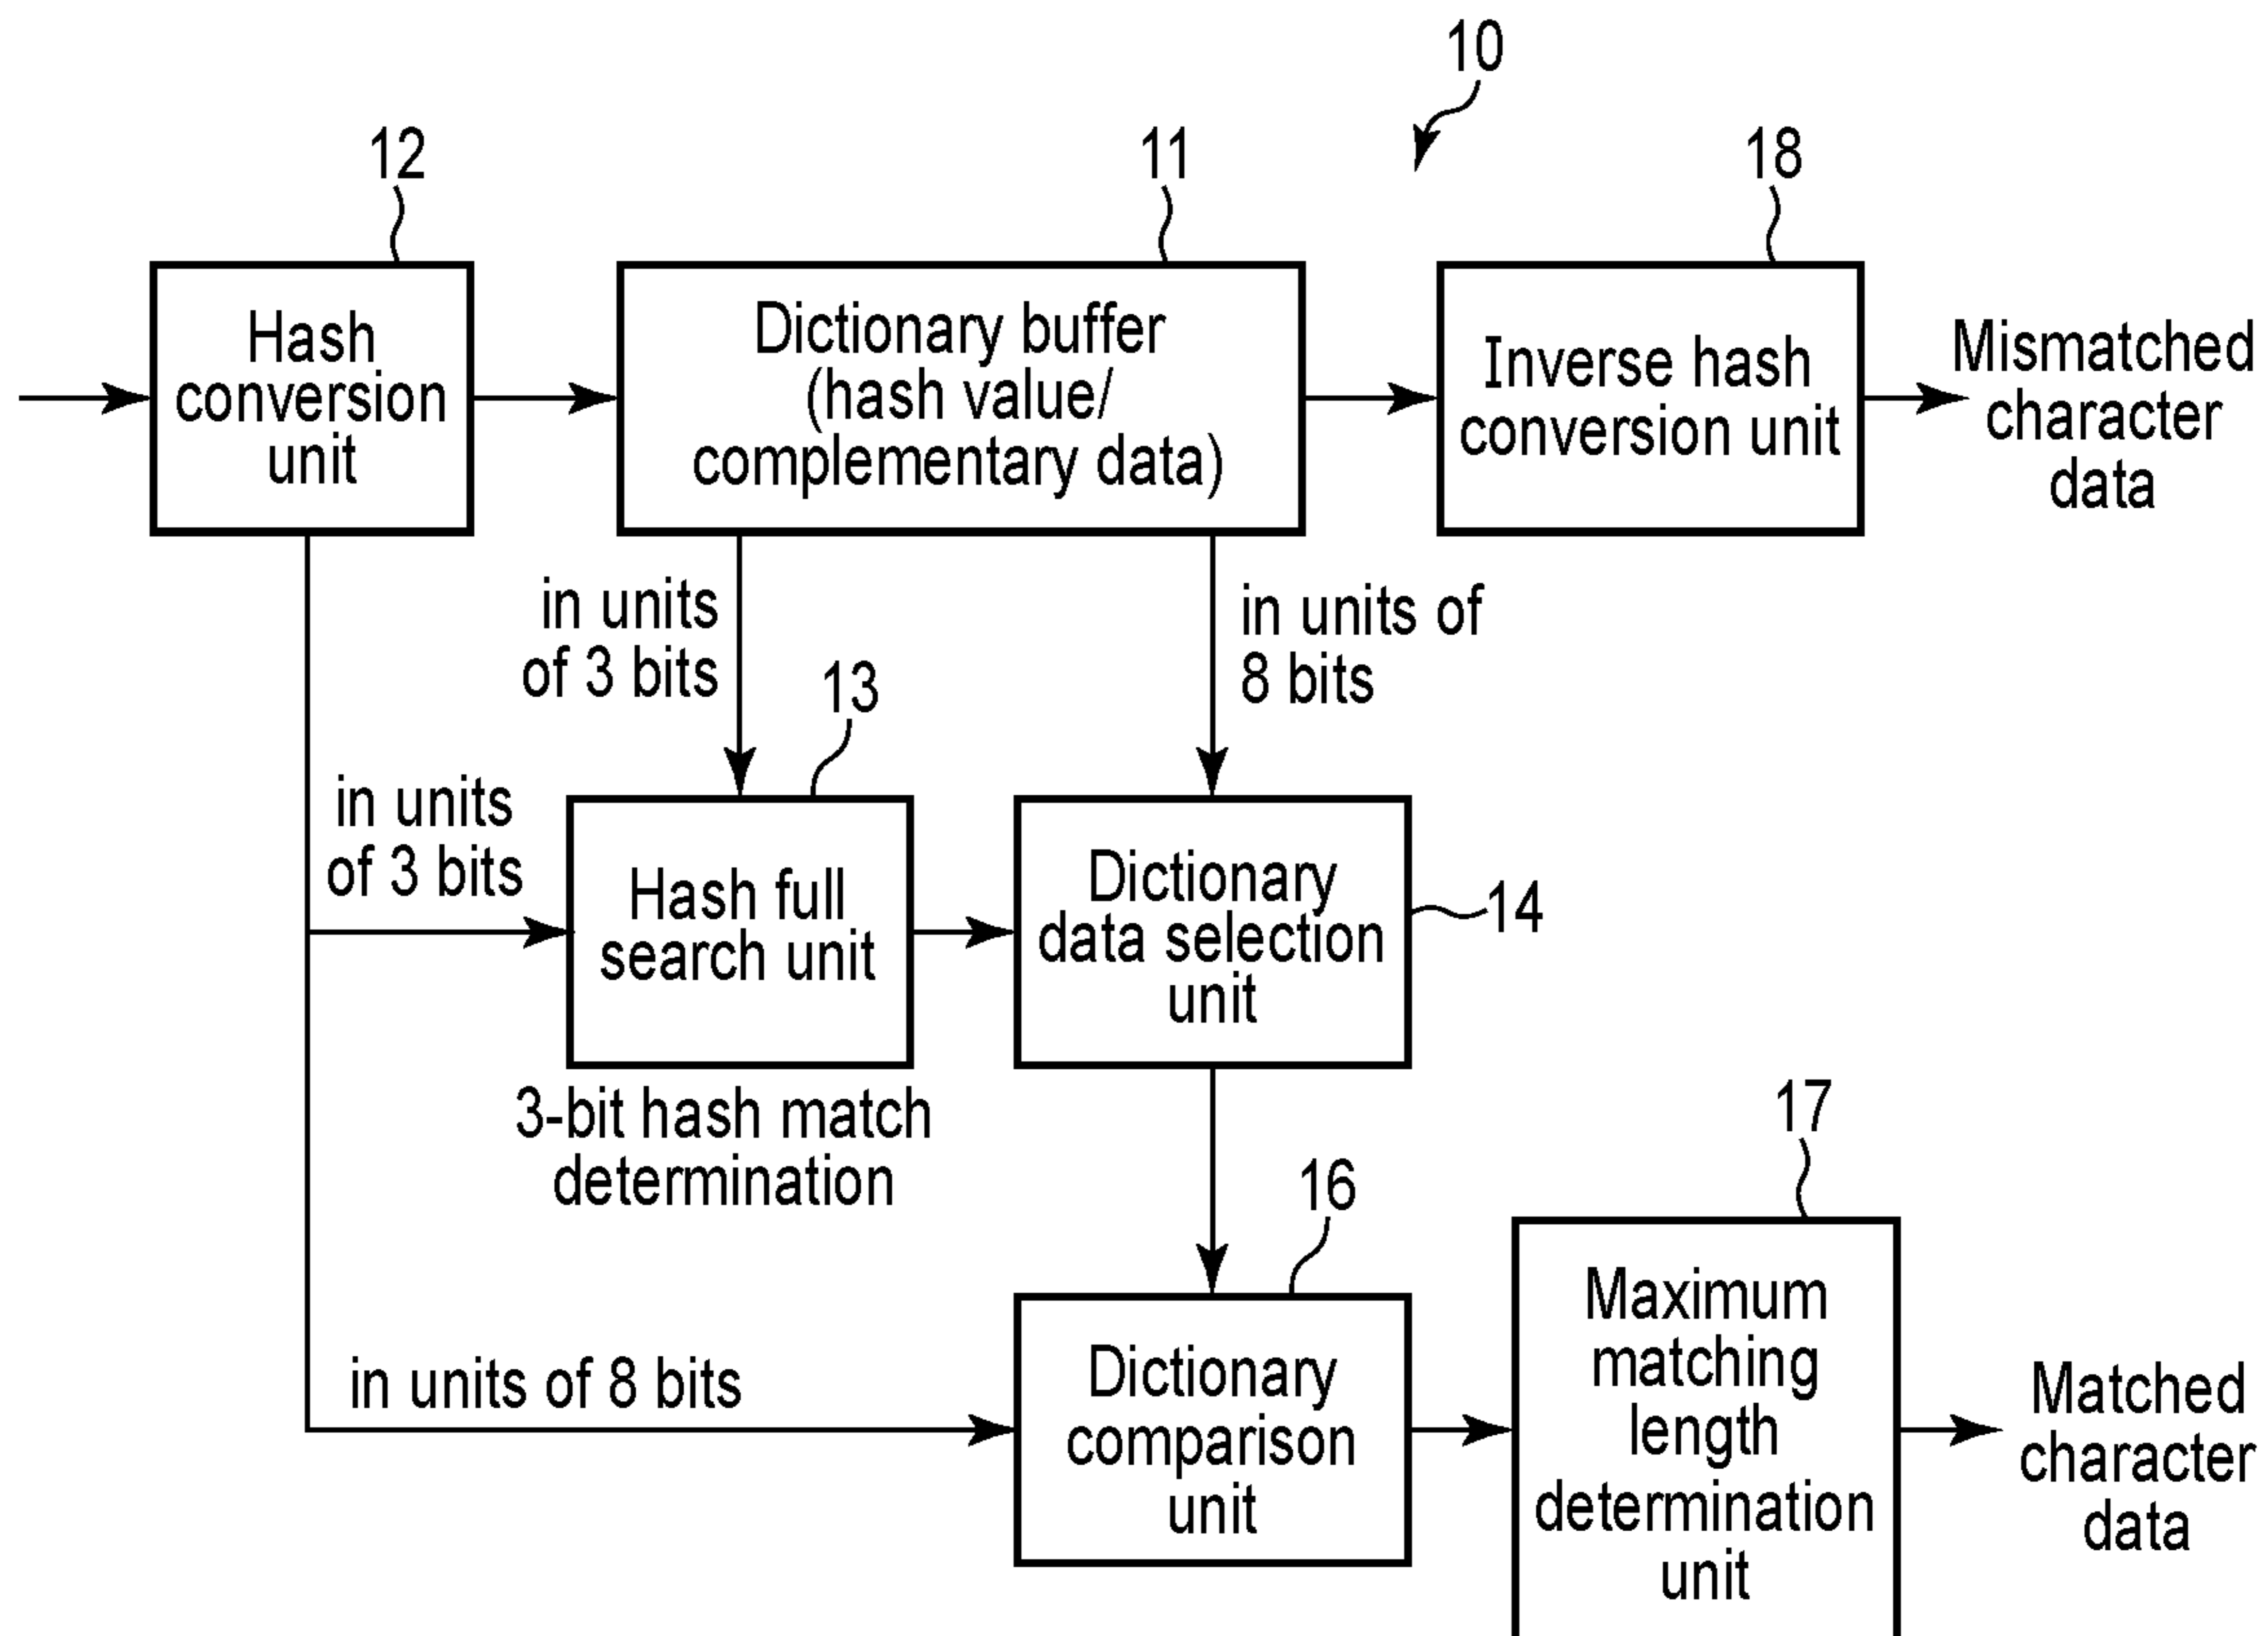 10
12
11
18
Hash
conversion
unit
Dictionary buffer
(hash value/
complementary data)
Inverse hash
conversion unit
Mismatched
character
data
in units
of 3 bits
in units of
8 bits
13
in units
of 3 bits
Hash full
search unit
Dictionary
data selection
unit
14
3-bit hash match
determination
16
17
in units of 8 bits
Dictionary
comparison
unit
Maximum
matching
length
determination
unit
Matched
character
data